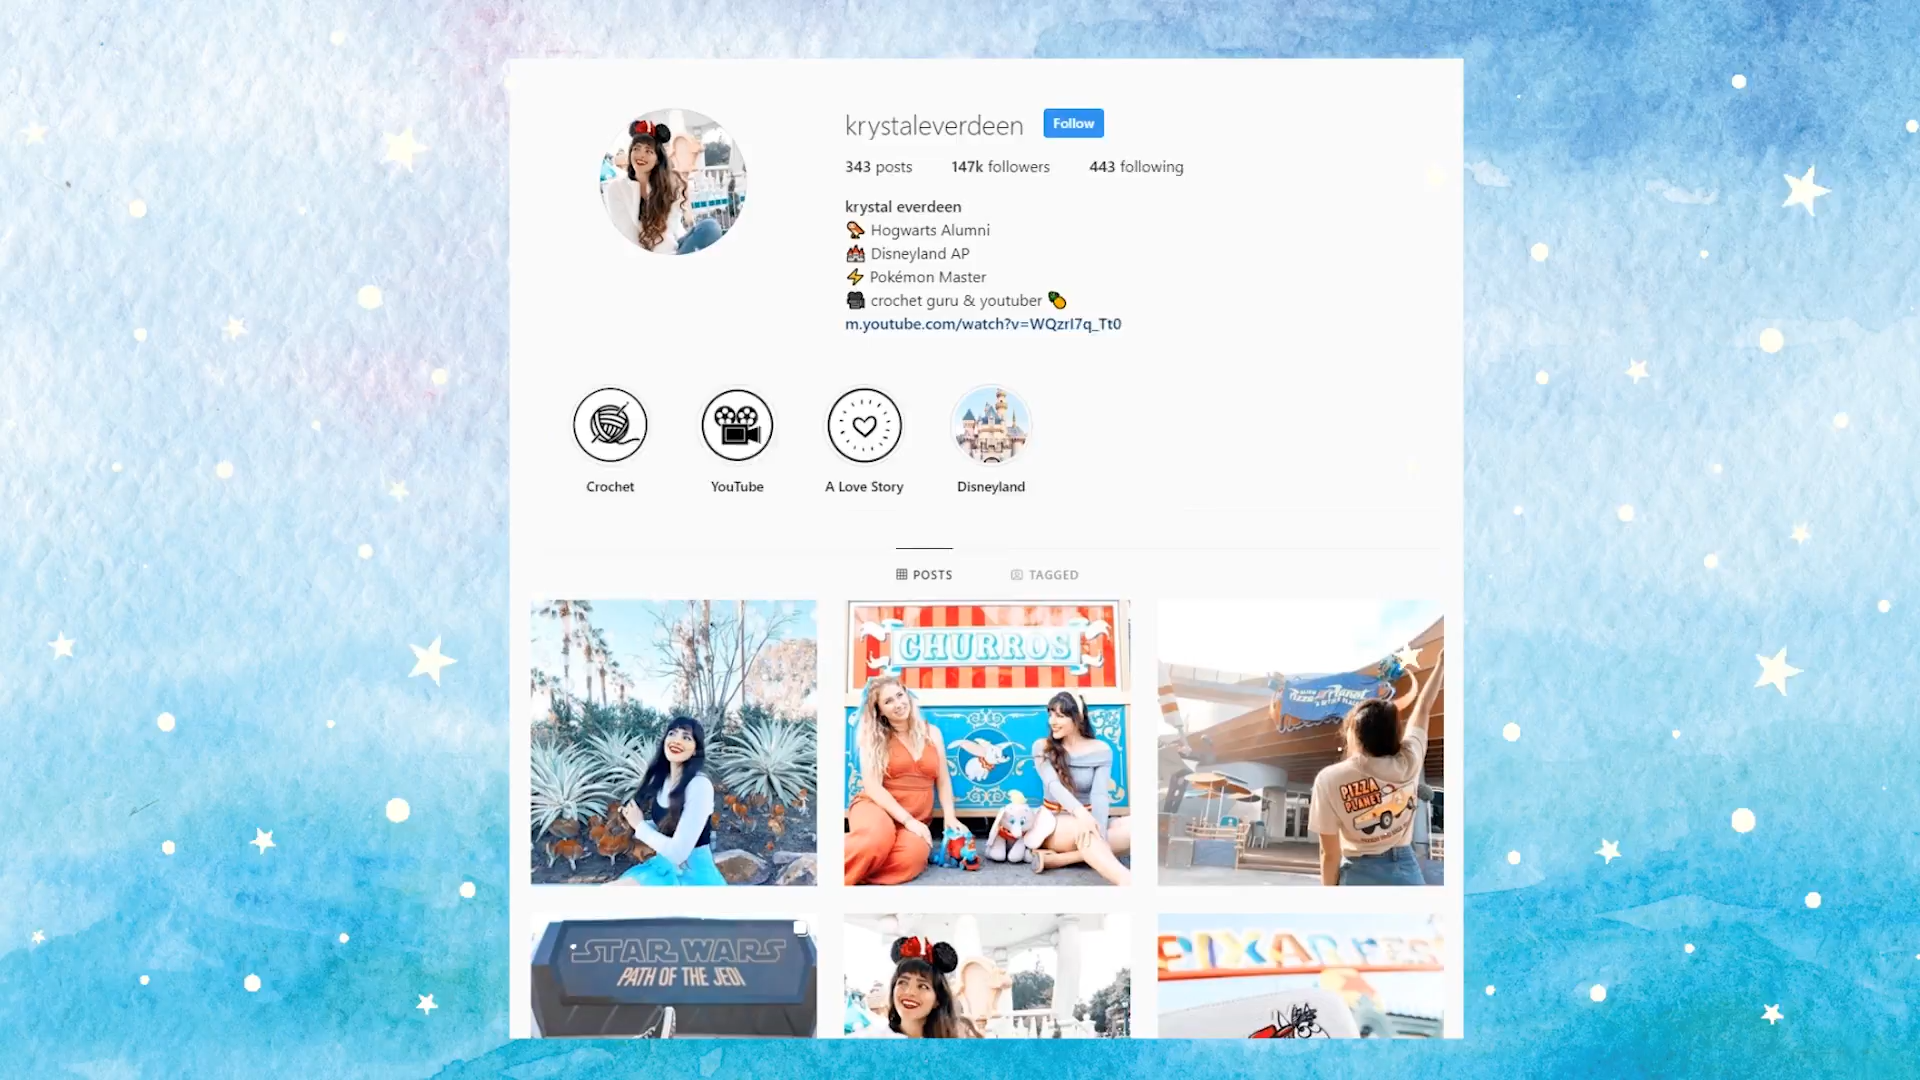 krystaleverdeen Follow
343 posts 147k followers 443 following
krystal everdeen
Hogwarts Alumni
Disneyland AP
Pokémon Master
crochet guru & youtuber
m.youtube.com/watch?v=WQzrI7q_Tt0
Crochet YouTube A Love Story Disneyland
POSTS TAGGED
CHURROS
Pizza Planet
PIZZA
PLANET
STAR WARS
PATH OF THE JEDI
PIXAR